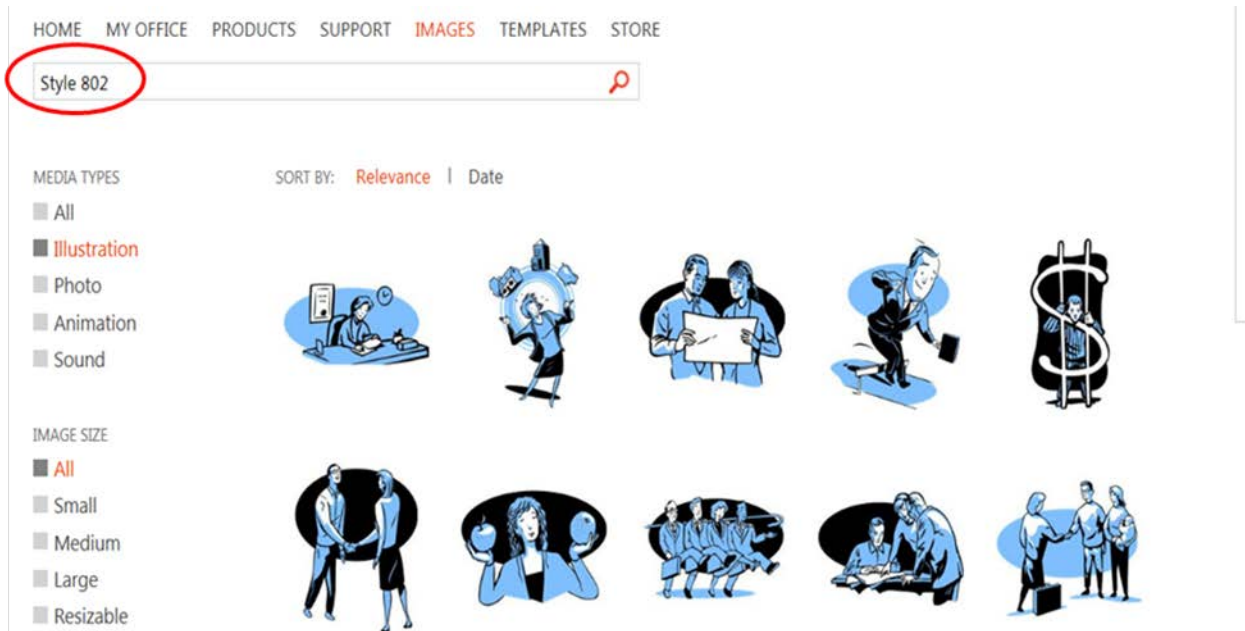 HOME MY OFFICE PRODUCTS SUPPORT IMAGES TEMPLATES STORE
Style 802
MEDIA TYPES
SORT BY: Relevance | Date
All
Illustration
Photo
Animation
Sound
IMAGE SIZE
All
Small
Medium
Large
Resizable